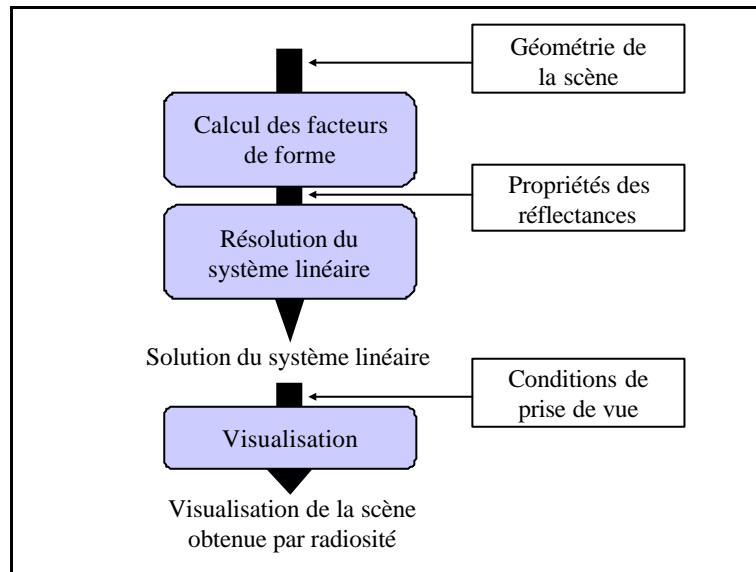 Géométrie de
la scène
Calcul des facteurs
de forme
Propriétés des
réflectances
Résolution du
système linéaire
Solution du système linéaire
Conditions de
prise de vue
Visualisation
Visualisation de la scène
obtenue par radiosité